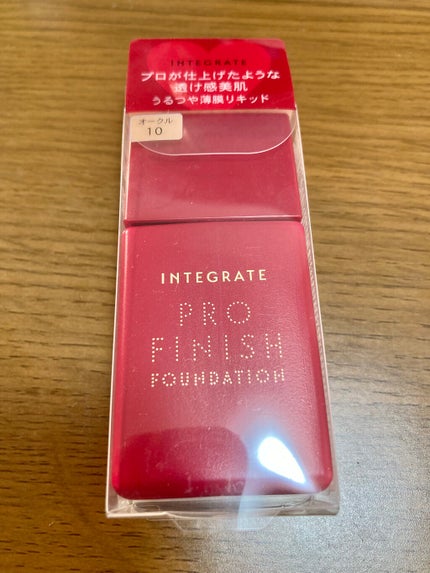 INTEGRATE
プロが仕上げたような
透け感美肌
うるつや薄膜リキッド
オークル
10
INTEGRATE
PRO
FINISH
FOUNDATION